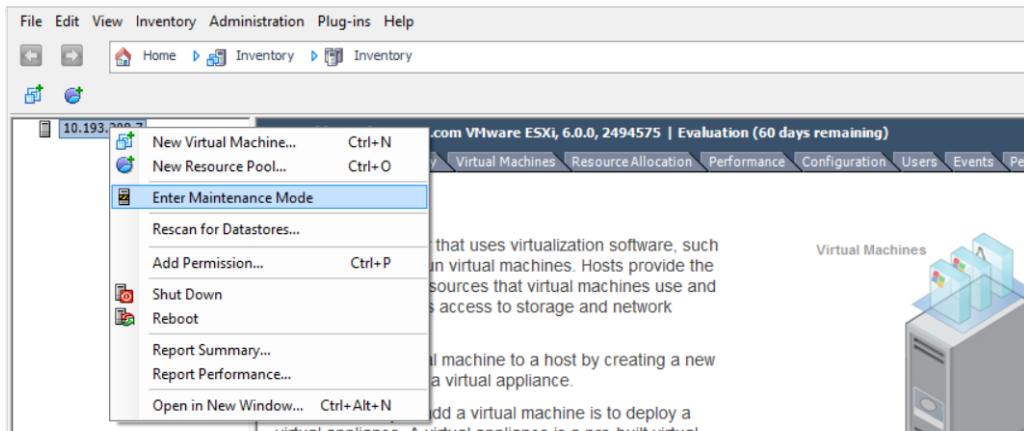 File Edit View Inventory Administration Plug-ins Help
Home Inventory Inventory
.com VMware ESXi, 6.0.0, 2494575 | Evaluation (60 days remaining)
Virtual Machines Resource Allocation Performance Configuration Users Events
New Virtual Machine... Ctrl+N
New Resource Pool... Ctrl+O
Enter Maintenance Mode
Rescan for Datastores...
Add Permission... Ctrl+P
Shut Down
Reboot
Report Summary...
Report Performance...
Open in New Window... Ctrl+Alt+N
that uses virtualization software, such
virtual machines. Hosts provide the
that virtual machines use and
access to storage and network
machine to a host by creating a new
a virtual appliance.
add a virtual machine is to deploy a
Virtual Machines